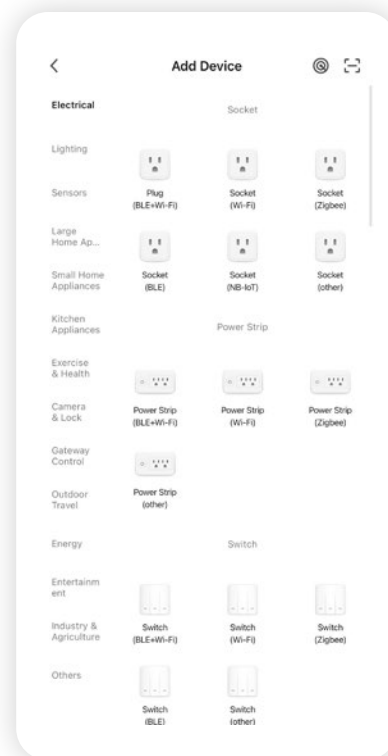 Add Device
Electrical
Lighting
Sensors
Large
Home Ap...
Small Home
Appliances
Kitchen
Appliances
Exercise
& Health
Camera
& Lock
Gateway
Control
Outdoor
Travel
Energy
Entertainm
ent
Industry &
Agriculture
Others
Socket
Plug
(BLE+Wi-Fi)
Socket
(Wi-Fi)
Socket
(Zigbee)
Socket
(BLE)
Socket
(NB-IoT)
Socket
(other)
Power Strip
Power Strip
(BLE+Wi-Fi)
Power Strip
(Wi-Fi)
Power Strip
(Zigbee)
Power Strip
(other)
Switch
Switch
(BLE+Wi-Fi)
Switch
(Wi-Fi)
Switch
(Zigbee)
Switch
(BLE)
Switch
(other)